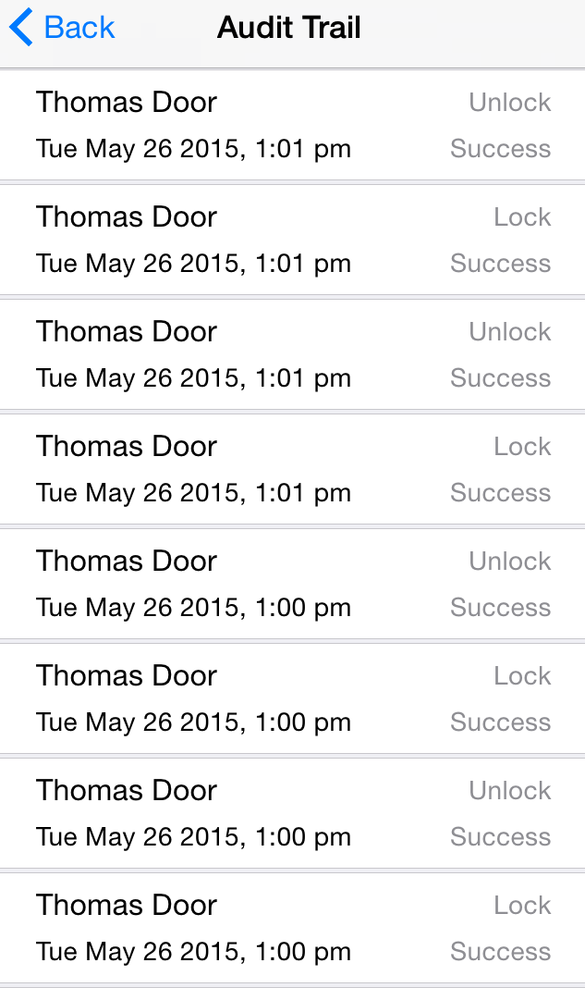 Back Audit Trail
Thomas Door Unlock
Tue May 26 2015, 1:01 pm Success
Thomas Door Lock
Tue May 26 2015, 1:01 pm Success
Thomas Door Unlock
Tue May 26 2015, 1:01 pm Success
Thomas Door Lock
Tue May 26 2015, 1:01 pm Success
Thomas Door Unlock
Tue May 26 2015, 1:00 pm Success
Thomas Door Lock
Tue May 26 2015, 1:00 pm Success
Thomas Door Unlock
Tue May 26 2015, 1:00 pm Success
Thomas Door Lock
Tue May 26 2015, 1:00 pm Success